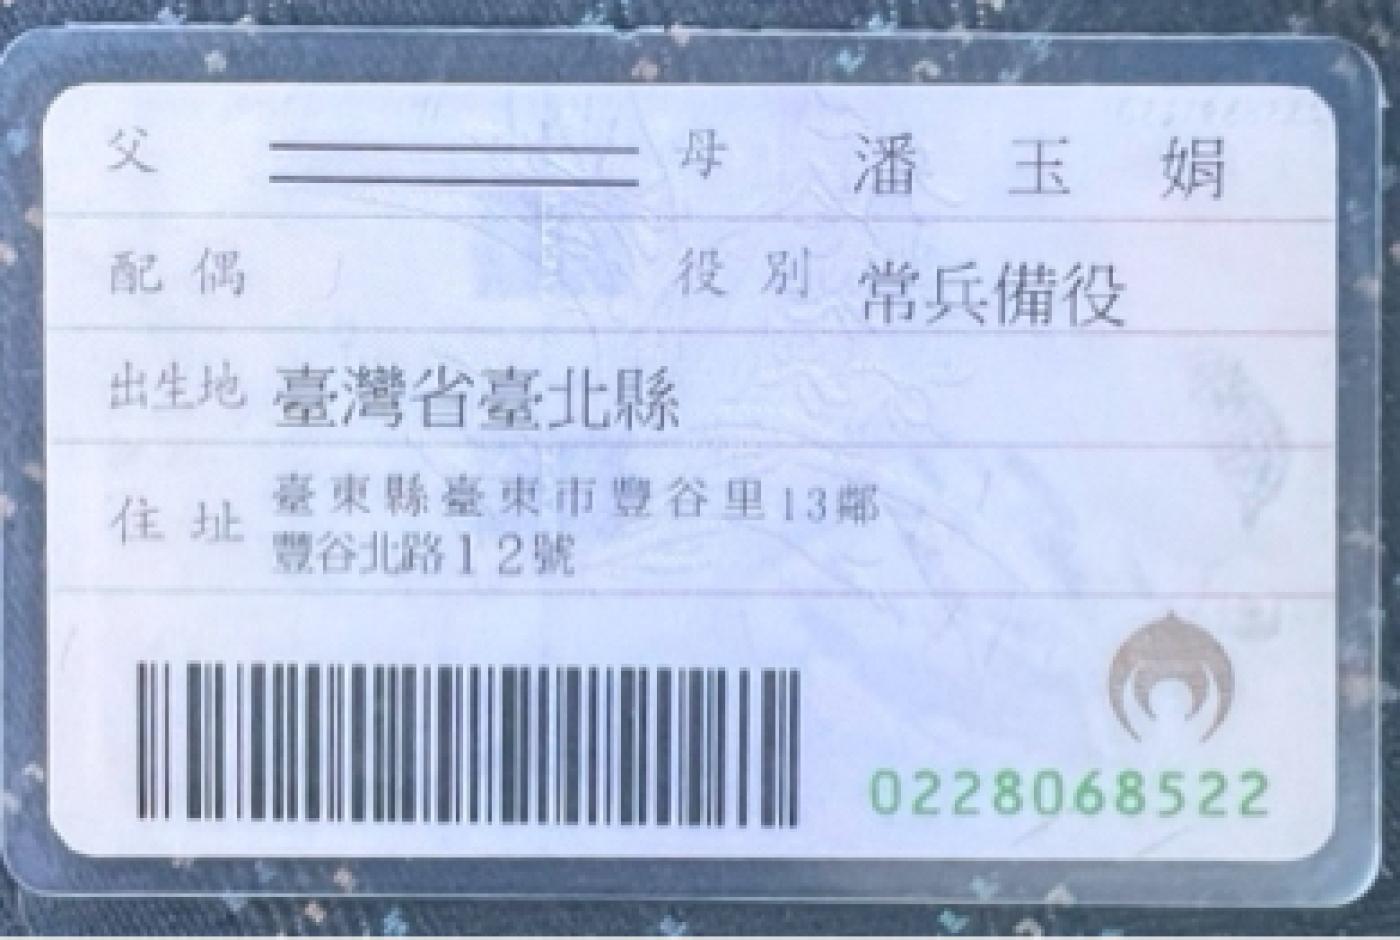 父 母 潘玉娟
配偶 役別 常兵備役
出生地 臺灣省臺北縣
住址 臺東縣臺東市豐谷里13鄰
豐谷北路12號
0228068522